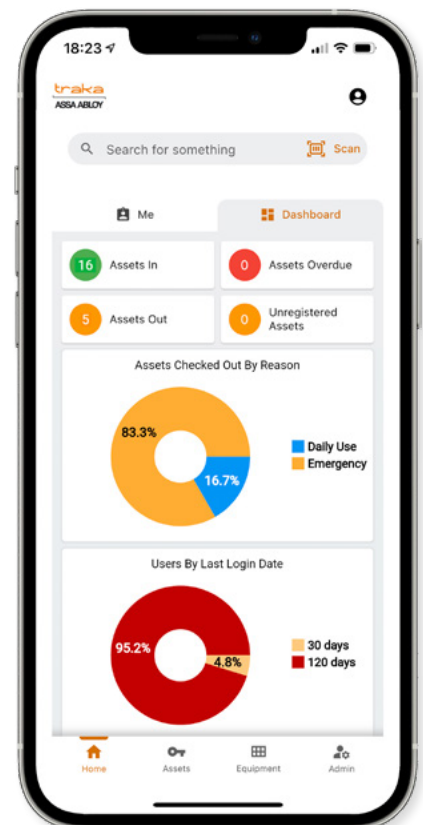 18:23
traka
ASSA ABLOY
Search for something
Scan
Me
Dashboard
16 Assets In
0 Assets Overdue
5 Assets Out
0 Unregistered
Assets
Assets Checked Out By Reason
83.3%
16.7%
Daily Use
Emergency
Users By Last Login Date
95.2%
4.8%
30 days
120 days
Home
Assets
Equipment
Admin